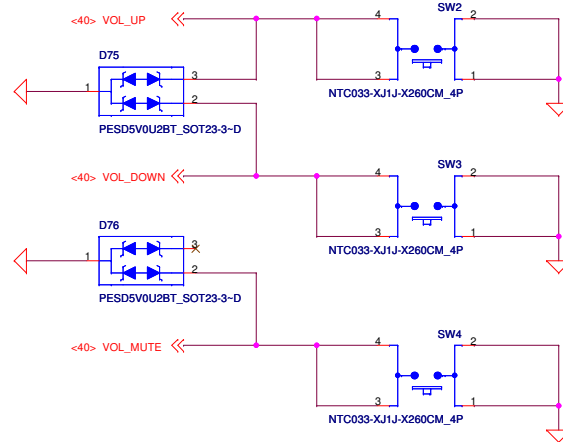 <40> VOL_UP
4
SW2
2
D75
1
3
2
3
1
NTC033-XJ1J-X260CM_4P
PESD5V0U2BT_SOT23-3~D
<40> VOL_DOWN
4
SW3
2
D76
1
3
2
3
1
NTC033-XJ1J-X260CM_4P
PESD5V0U2BT_SOT23-3~D
<40> VOL_MUTE
4
SW4
2
3
1
NTC033-XJ1J-X260CM_4P